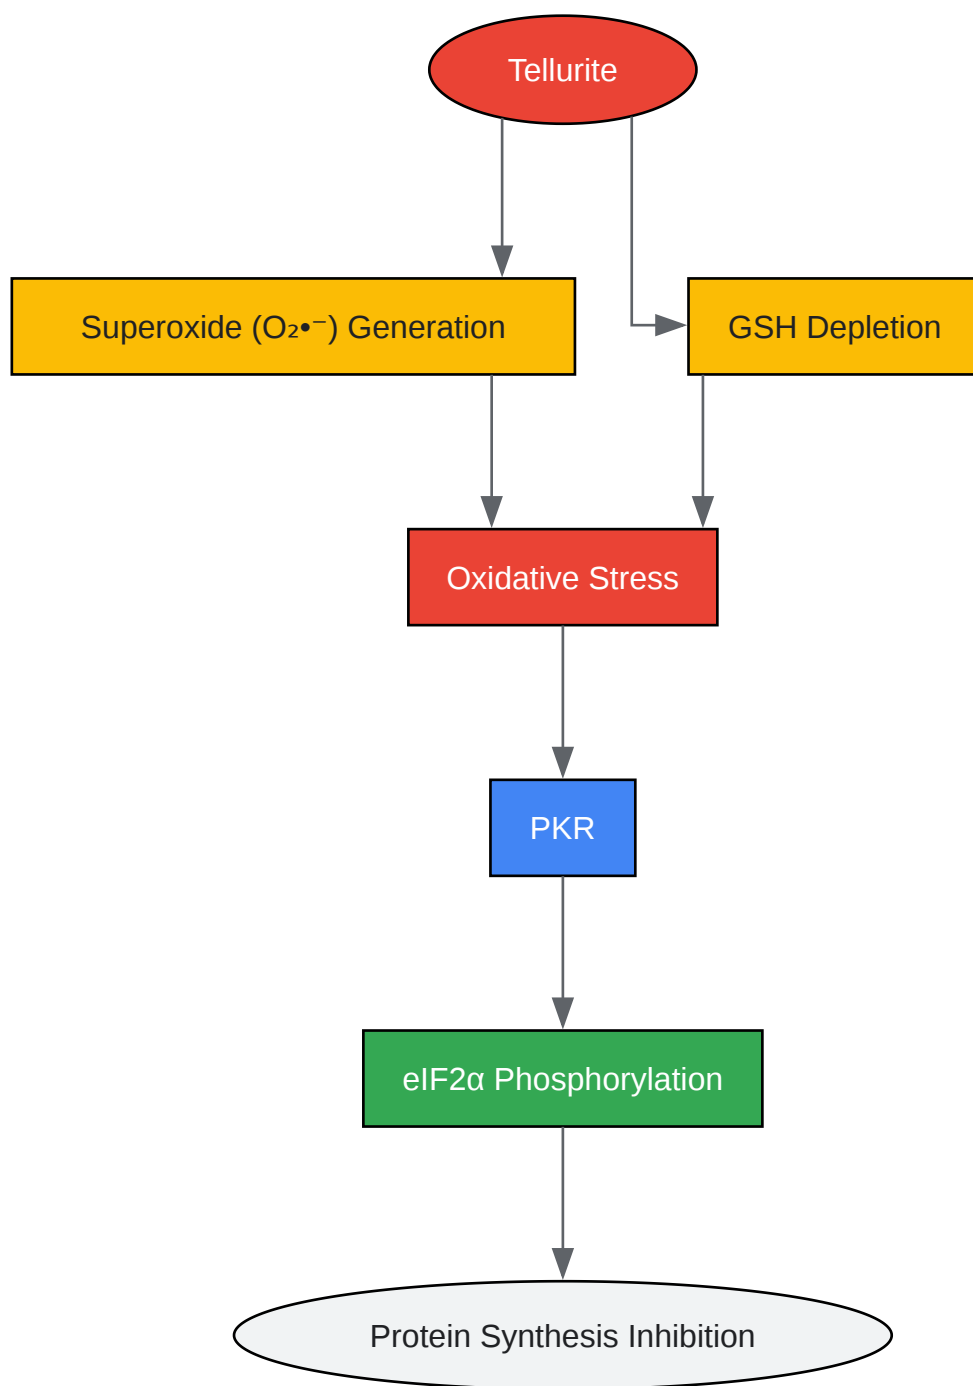 Tellurite
Superoxide (O₂•⁻) Generation
GSH Depletion
Oxidative Stress
PKR
eIF2α Phosphorylation
Protein Synthesis Inhibition